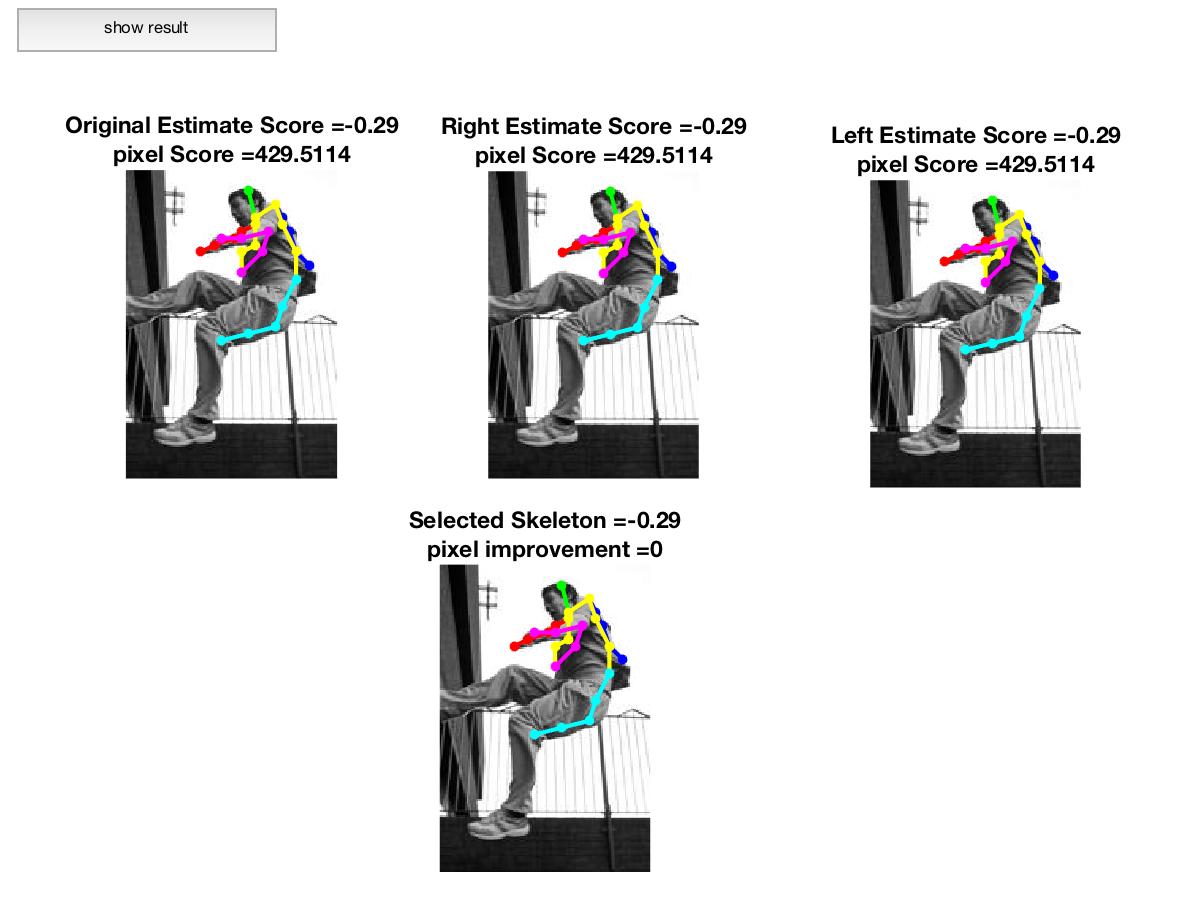 show result
Original Estimate Score =-0.29
pixel Score =429.5114
Right Estimate Score =-0.29
pixel Score =429.5114
Left Estimate Score =-0.29
pixel Score =429.5114
Selected Skeleton =-0.29
pixel improvement =0